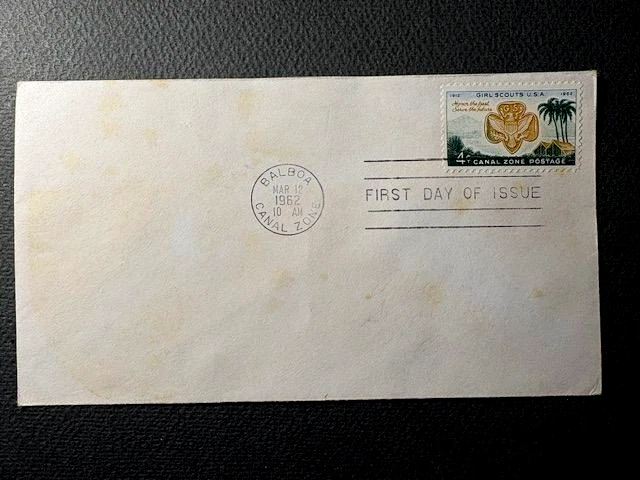 1912 GIRL SCOUTS U.S.A. 1962
Honor the past
Serve the future
GS
4¢ CANAL ZONE POSTAGE
BALBOA
MAR 12
1962
10 AM
CANAL ZONE
FIRST DAY OF ISSUE